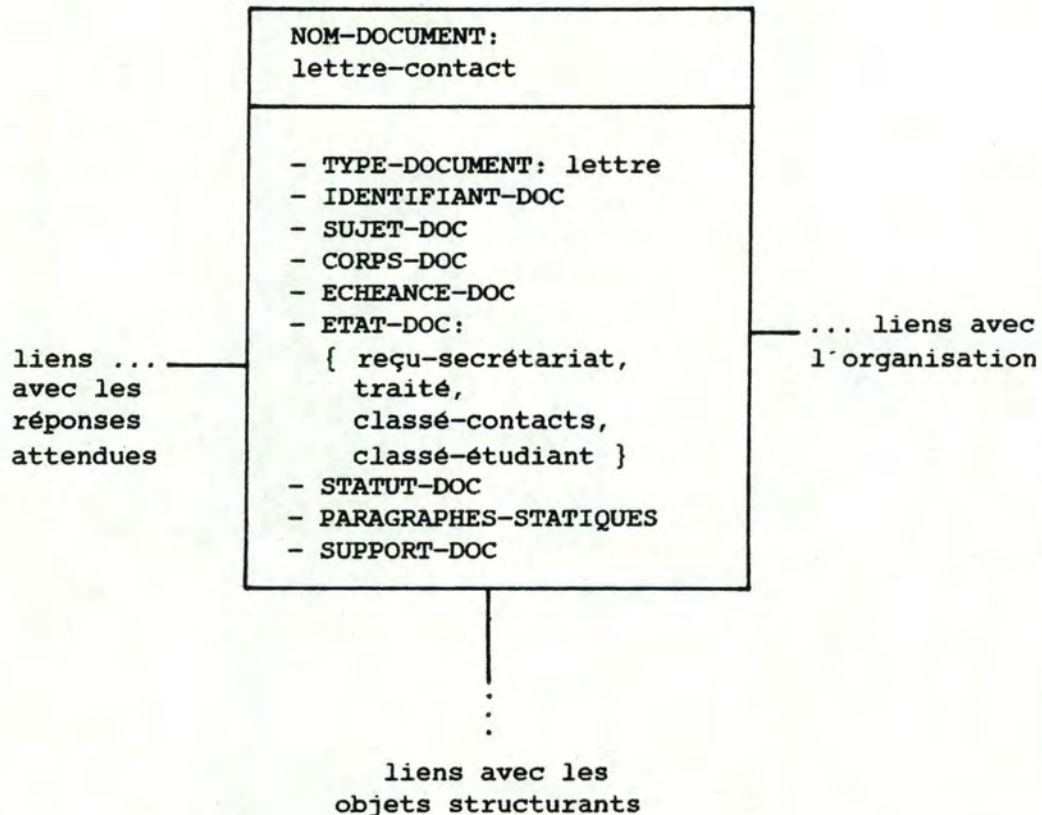 NOM-DOCUMENT:
lettre-contact
- TYPE-DOCUMENT: lettre
- IDENTIFIANT-DOC
- SUJET-DOC
- CORPS-DOC
- ECHEANCE-DOC
- ETAT-DOC:
{ reçu-secrétariat,
traité,
classé-contacts,
classé-étudiant }
- STATUT-DOC
- PARAGRAPHES-STATIQUES
- SUPPORT-DOC
liens ...
avec les
réponses
attendues
... liens avec
l'organisation
liens avec les
objets structurants